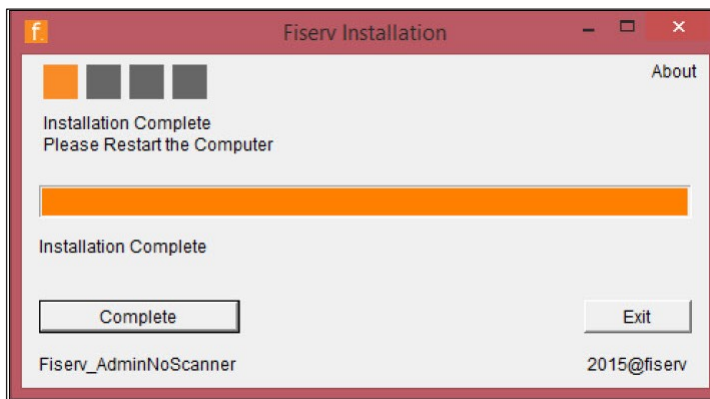 f.
Fiserv Installation
About
Installation Complete
Please Restart the Computer
Installation Complete
Complete
Exit
Fiserv_AdminNoScanner
2015@fiserv